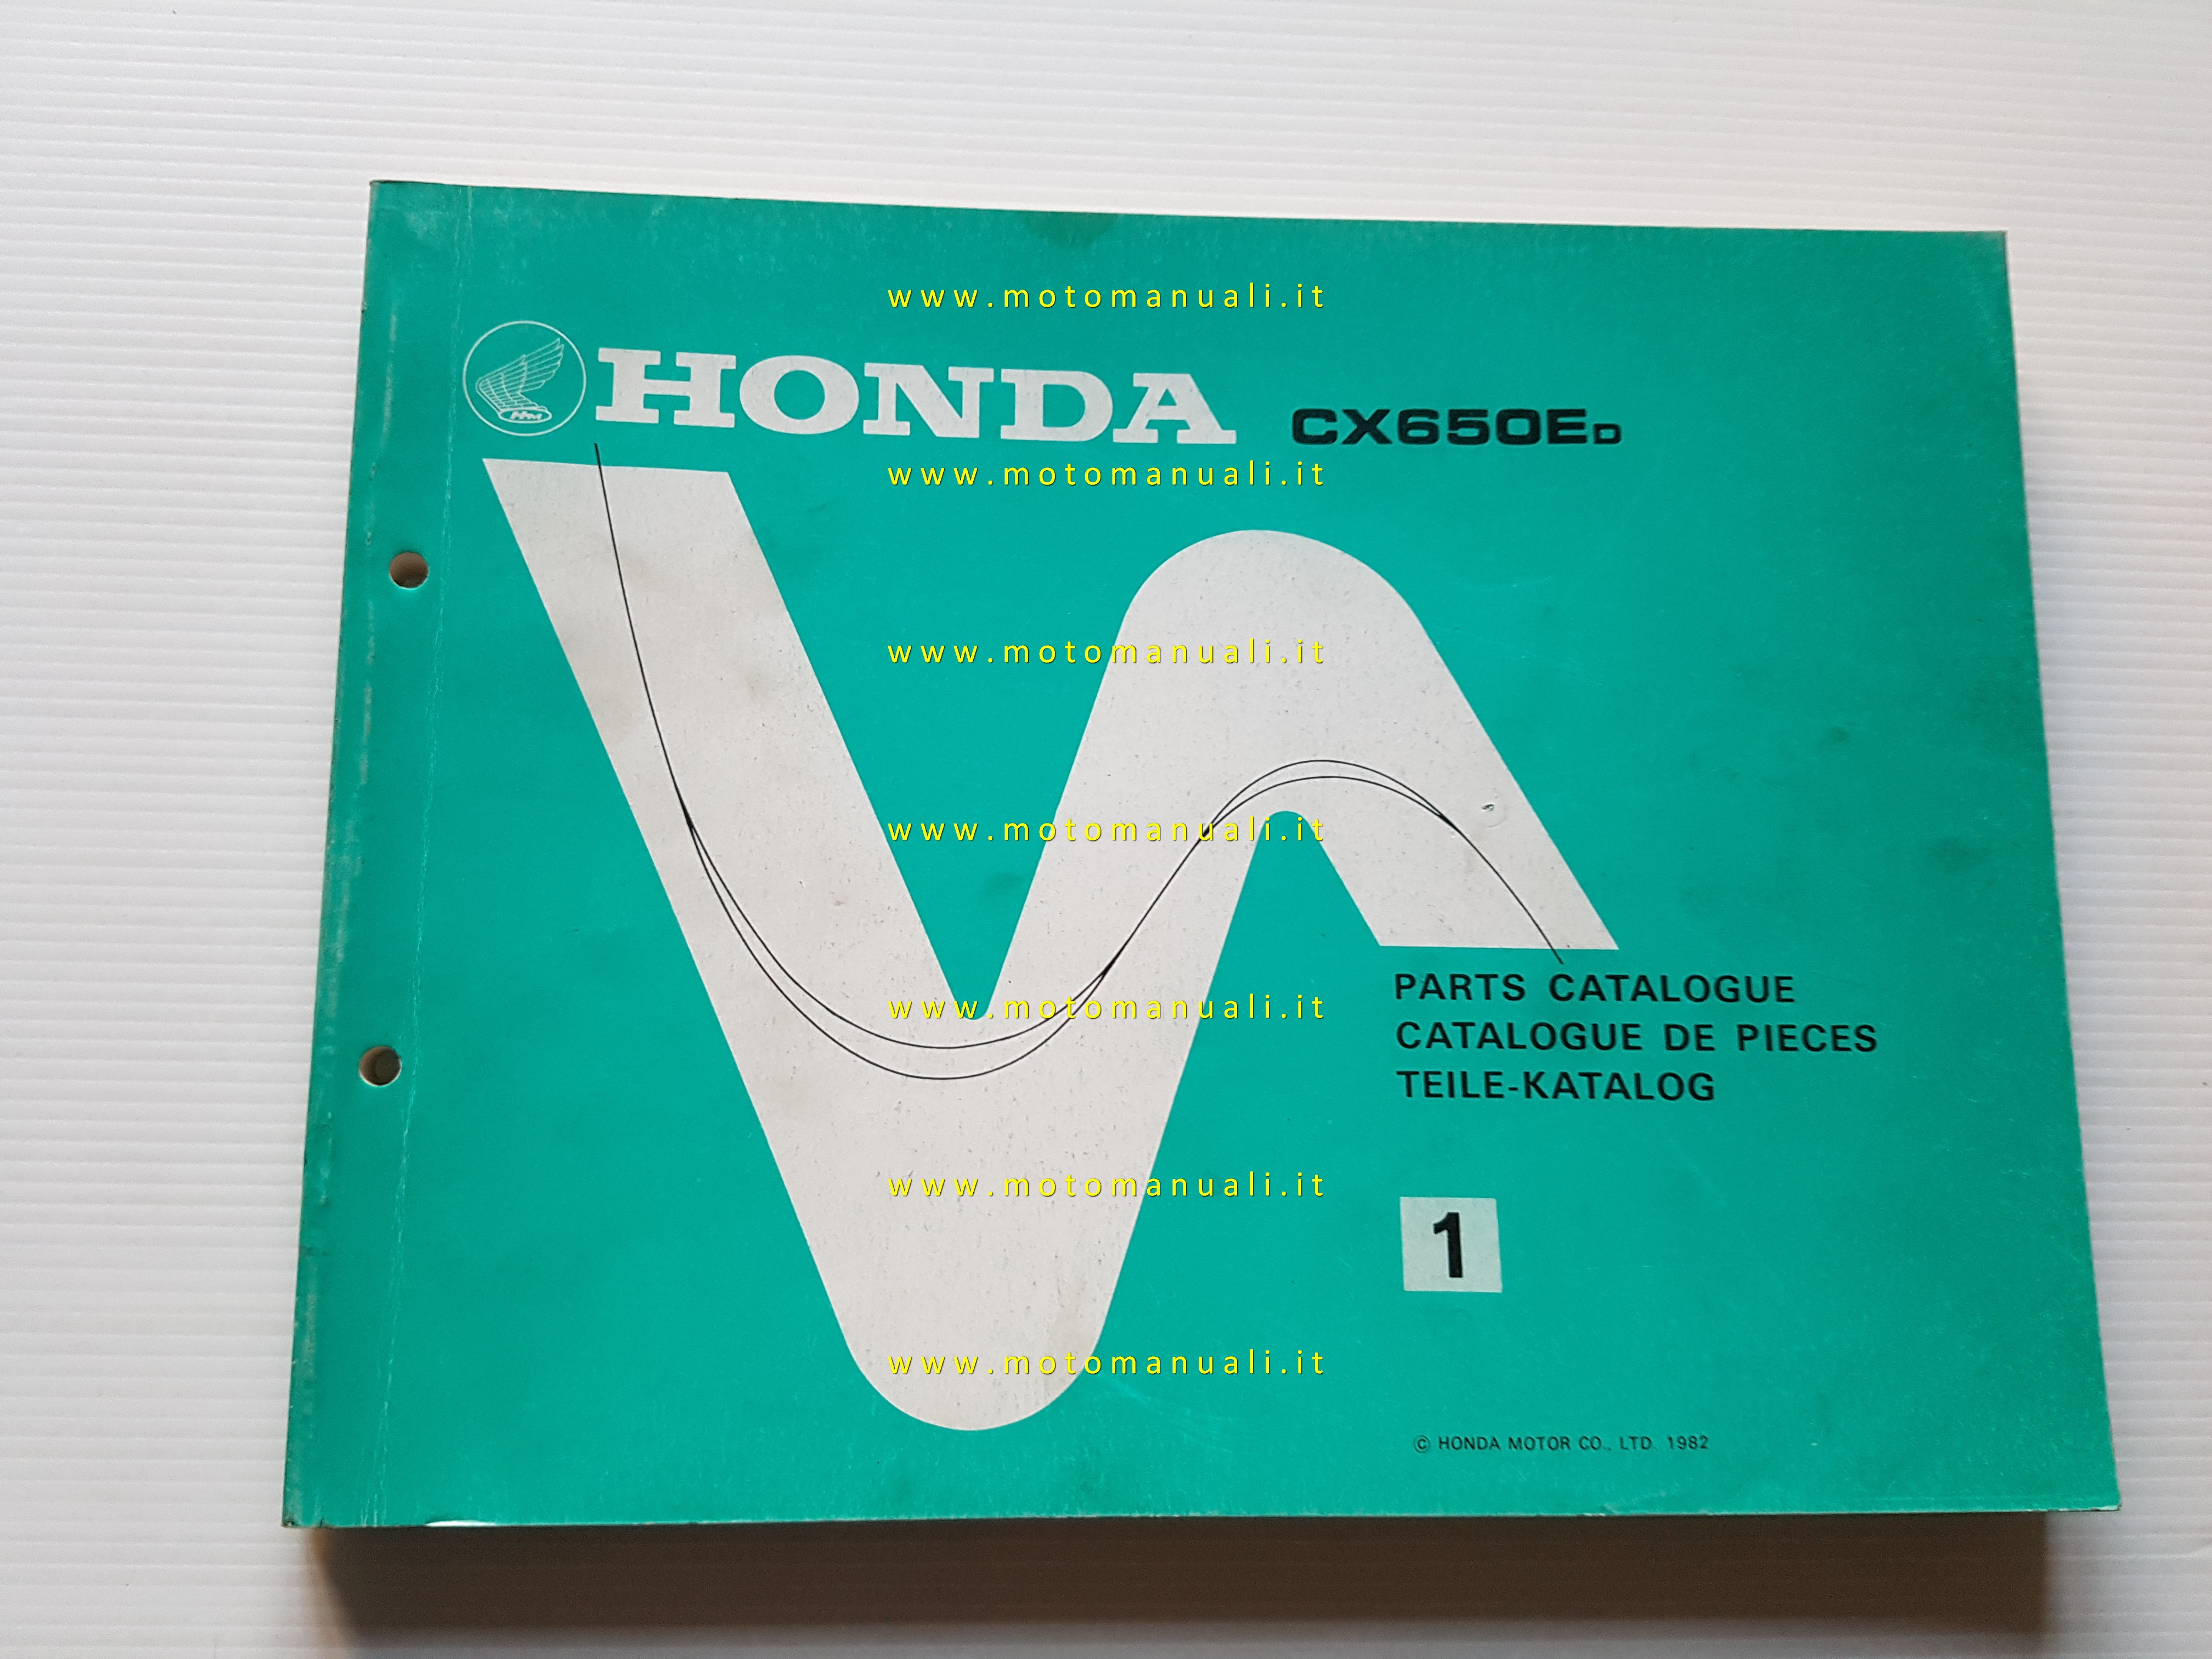 www.motomanuali.it
HONDA CX650ED
HM
www.motomanuali.it
www.motomanuali.it
www.motomanuali.it
PARTS CATALOGUE
www.motomanuali.it
CATALOGUE DE PIECES
TEILE-KATALOG
www.motomanuali.it
1
www.motomanuali.it
© HONDA MOTOR CO., LTD. 1982